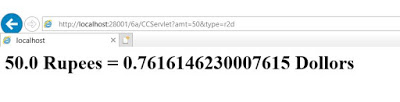 http://localhost:28001/6a/CCServlet?amt=50&type=r2d
localhost
50.0 Rupees = 0.7616146230007615 Dollors